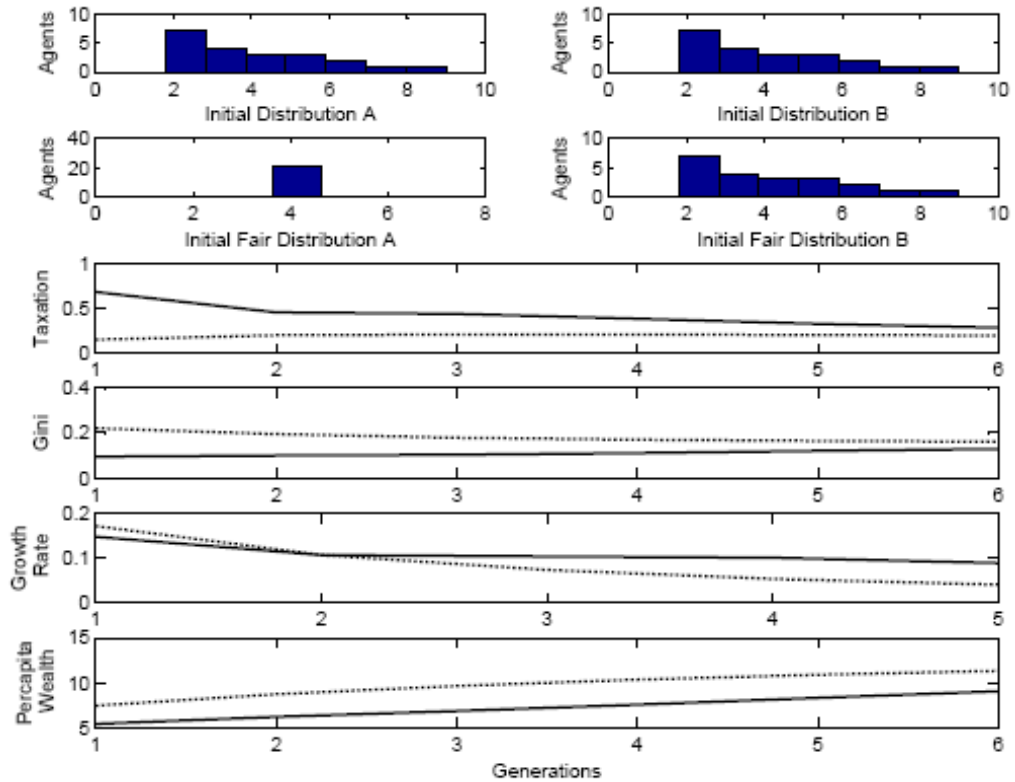 Agents
10
5
0
0 2 4 6 8 10
Initial Distribution A
Agents
10
5
0
0 2 4 6 8 10
Initial Distribution B
Agents
40
20
0
0 2 4 6 8
Initial Fair Distribution A
Agents
10
5
0
0 2 4 6 8 10
Initial Fair Distribution B
Taxation
1
0.5
0
1 2 3 4 5 6
Gini
0.4
0.2
0
1 2 3 4 5 6
Growth
Rate
0.2
0.1
0
1 2 3 4 5
Percapita
Wealth
15
10
5
1 2 3 4 5 6
Generations